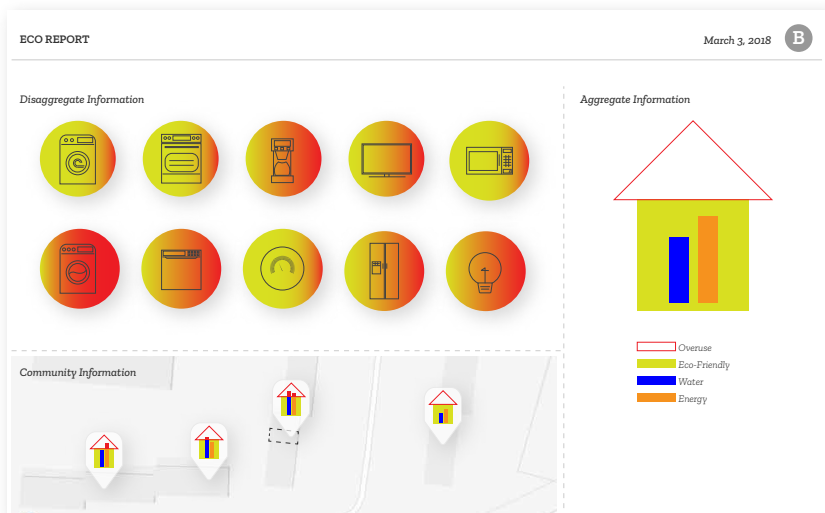 ECO REPORT
March 3, 2018 B
Disaggregate Information
Aggregate Information
Overuse
Eco-Friendly
Water
Energy
Community Information